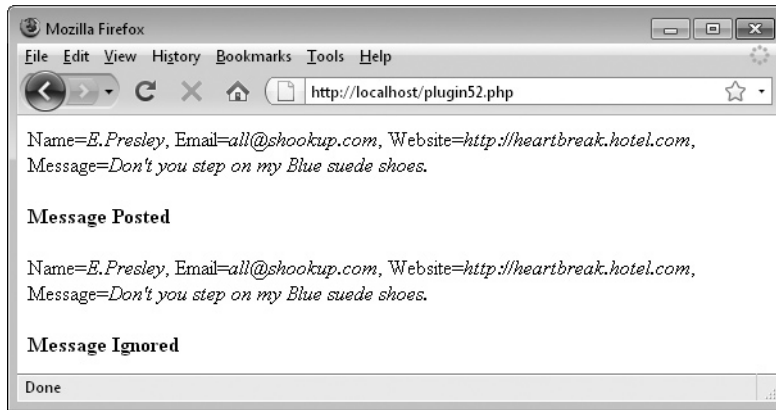 Mozilla Firefox
File Edit View History Bookmarks Tools Help
http://localhost/plugin52.php
Name=E.Presley, Email=all@shookup.com, Website=http://heartbreak.hotel.com,
Message=Don't you step on my Blue suede shoes.
Message Posted
Name=E.Presley, Email=all@shookup.com, Website=http://heartbreak.hotel.com,
Message=Don't you step on my Blue suede shoes.
Message Ignored
Done